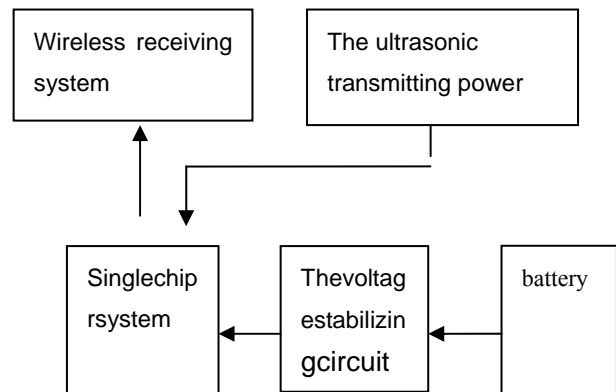 Wireless receiving
system
The ultrasonic
transmitting power
Singlechip
rsystem
Thevoltag
estabilizin
gcircuit
battery